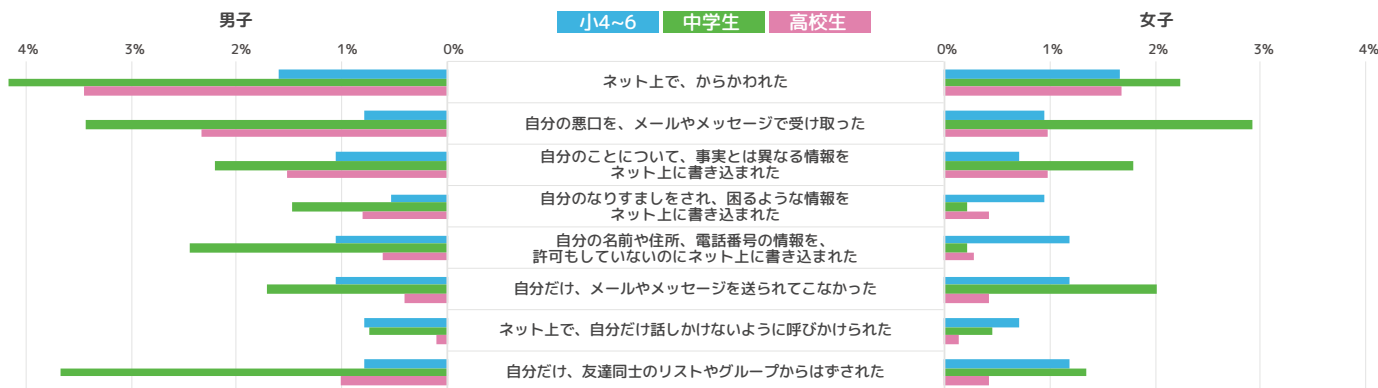 男子
小4~6 中学生 高校生
女子
4% 3% 2% 1% 0%
0% 1% 2% 3% 4%
ネット上で、からかわれた
自分の悪口を、メールやメッセージで受け取った
自分のことについて、事実とは異なる情報を
ネット上に書き込まれた
自分のなりすましをされ、困るような情報を
ネット上に書き込まれた
自分の名前や住所、電話番号の情報を、
許可もしていないのにネット上に書き込まれた
自分だけ、メールやメッセージを送られてこなかった
ネット上で、自分だけ話しかけないように呼びかけられた
自分だけ、友達同士のリストやグループからはずされた